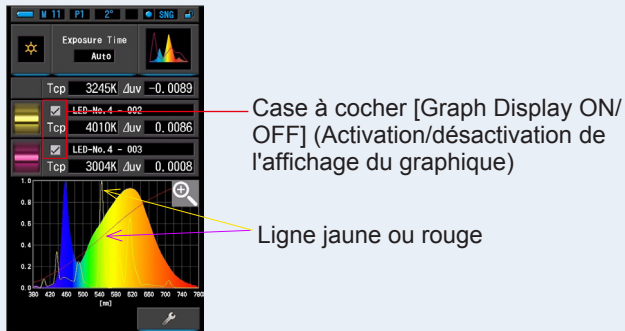 M 11 P1 2° SNG
Exposure Time
Auto
Tcp 3245K ⊿uv -0.0089
LED-No.4 - 002
Tcp 4010K ⊿uv 0.0086
LED-No.4 - 003
Tcp 3004K ⊿uv 0.0008
1.0
0.8
0.6
0.4
0.2
0.0
380 420 460 500 540 580 620 660 700 740 780
[nm]
Case à cocher [Graph Display ON/
OFF] (Activation/désactivation de
l'affichage du graphique)
Ligne jaune ou rouge